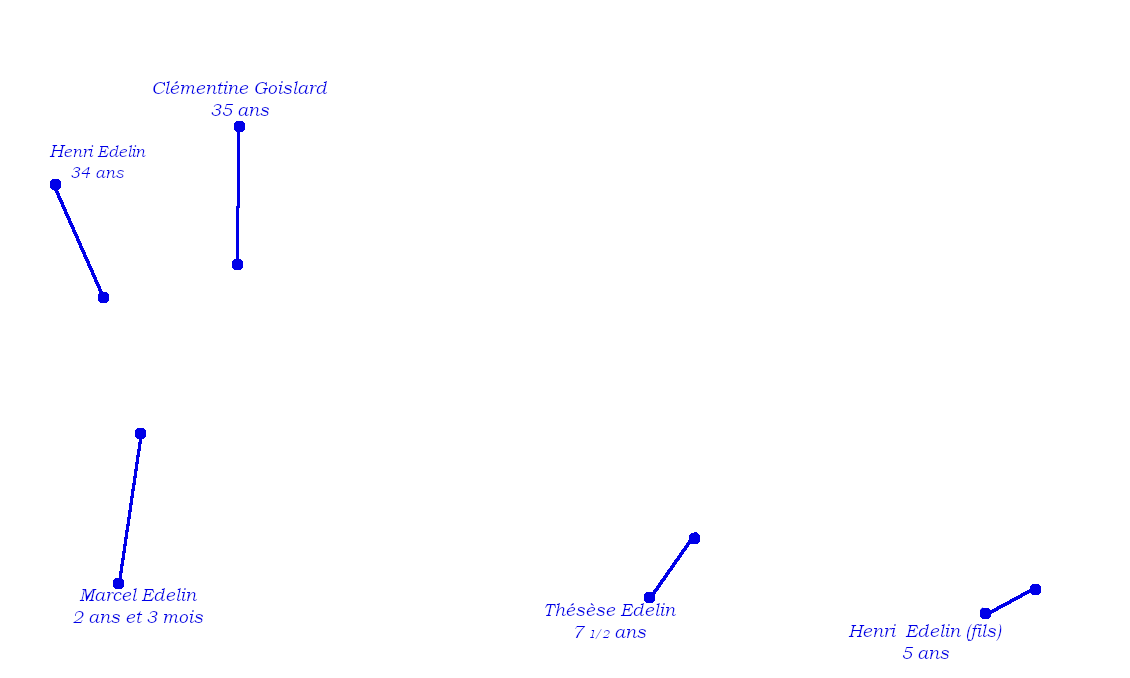 Clémentine Goislard
35 ans
Henri Edelin
34 ans
Marcel Edelin
2 ans et 3 mois
Thésèse Edelin
7 1/2 ans
Henri Edelin (fils)
5 ans